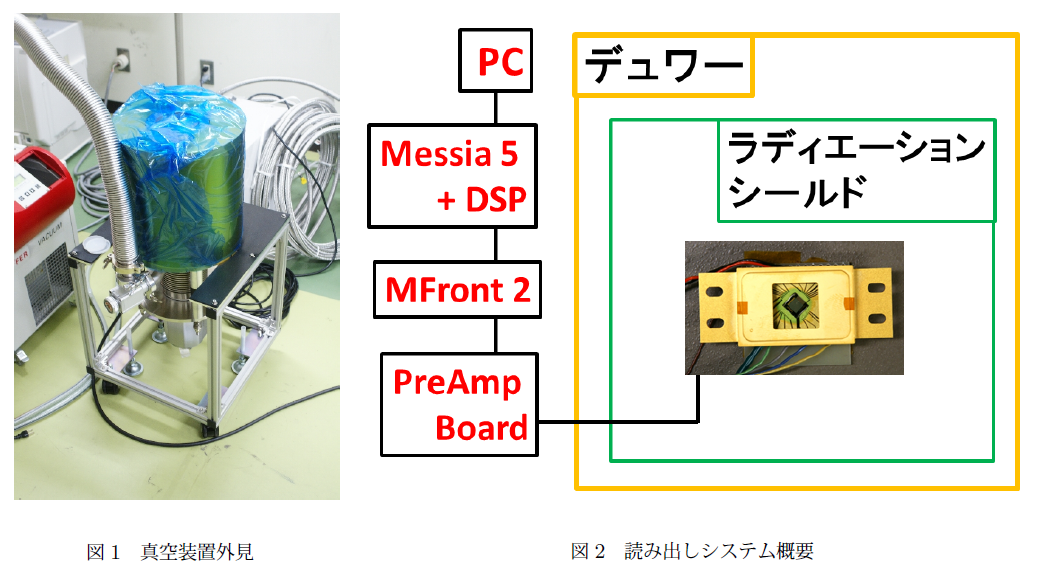 PC
Messia 5
+ DSP
MFront 2
PreAmp
Board
デュワー
ラディエーション
シールド
FER VACUUM
図 1　真空装置外見
図 2　読み出しシステム概要